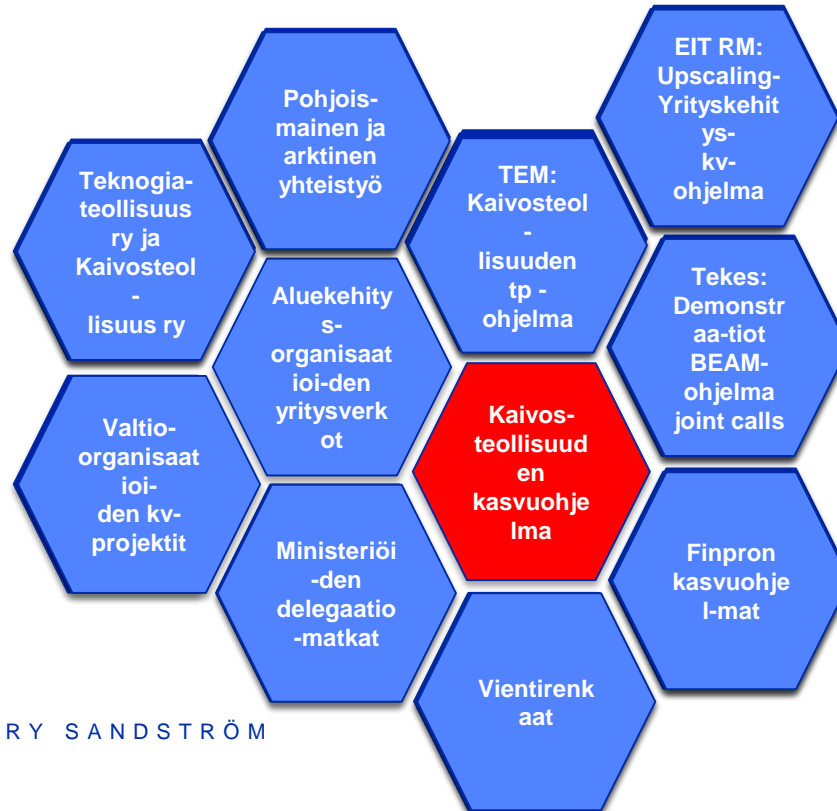 EIT RM:
Upscaling-
Yrityskehit
ys-
kv-
ohjelma
Pohjois-
mainen ja
arktinen
yhteistyö
TEM:
Kaivosteol
-
lisuuden
tp -
ohjelma
Teknogia-
teollisuus
ry ja
Kaivosteol
-
lisuus ry
Tekes:
Demonstr
aa-tiot
BEAM-
ohjelma
joint calls
Aluekehity
s-
organisaat
ioi-den
yritysverk
ot
Kaivos-
teollisuud
en
kasvuohje
lma
Valtio-
organisaat
ioi-
den kv-
projektit
Ministeriöi
-den
delegaatio
-matkat
Finpron
kasvuohje
l-mat
Vientirenk
aat
RY SANDSTRÖM